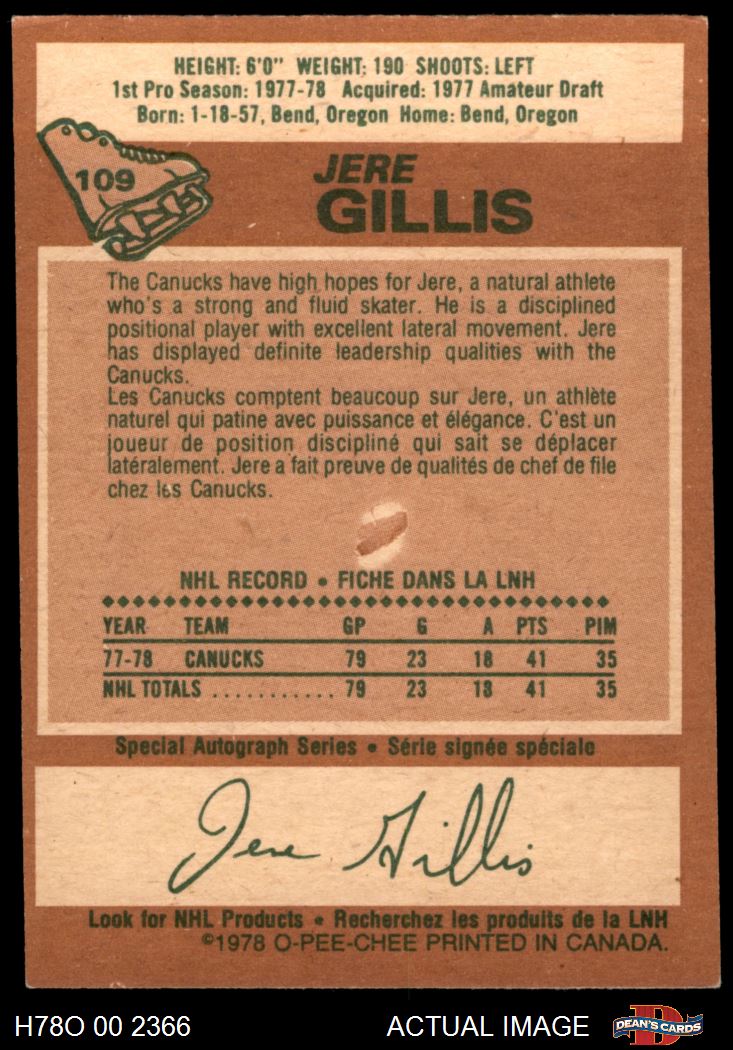 HEIGHT: 6'0" WEIGHT: 190 SHOOTS: LEFT
1st Pro Season: 1977-78 Acquired: 1977 Amateur Draft
Born: 1-18-57, Bend, Oregon Home: Bend, Oregon
109
JERE
GILLIS
The Canucks have high hopes for Jere, a natural athlete
who's a strong and fluid skater. He is a disciplined
positional player with excellent lateral movement. Jere
has displayed definite leadership qualities with the
Canucks.
Les Canucks comptent beaucoup sur Jere, un athlète
naturel qui patine avec puissance et élégance. C'est un
joueur de position discipliné qui sait se déplacer
latéralement. Jere a fait preuve de qualités de chef de file
chez les Canucks.
NHL RECORD • FICHE DANS LA LNH
YEAR TEAM GP G A PTS PIM
77-78 CANUCKS 79 23 18 41 35
NHL TOTALS ............ 79 23 18 41 35
Special Autograph Series • Série signée spéciale
Jere Gillis
Look for NHL Products • Recherchez les produits de la LNH
©1978 O-PEE-CHEE PRINTED IN CANADA.
H78O 00 2366 ACTUAL IMAGE D DEAN'S CARDS